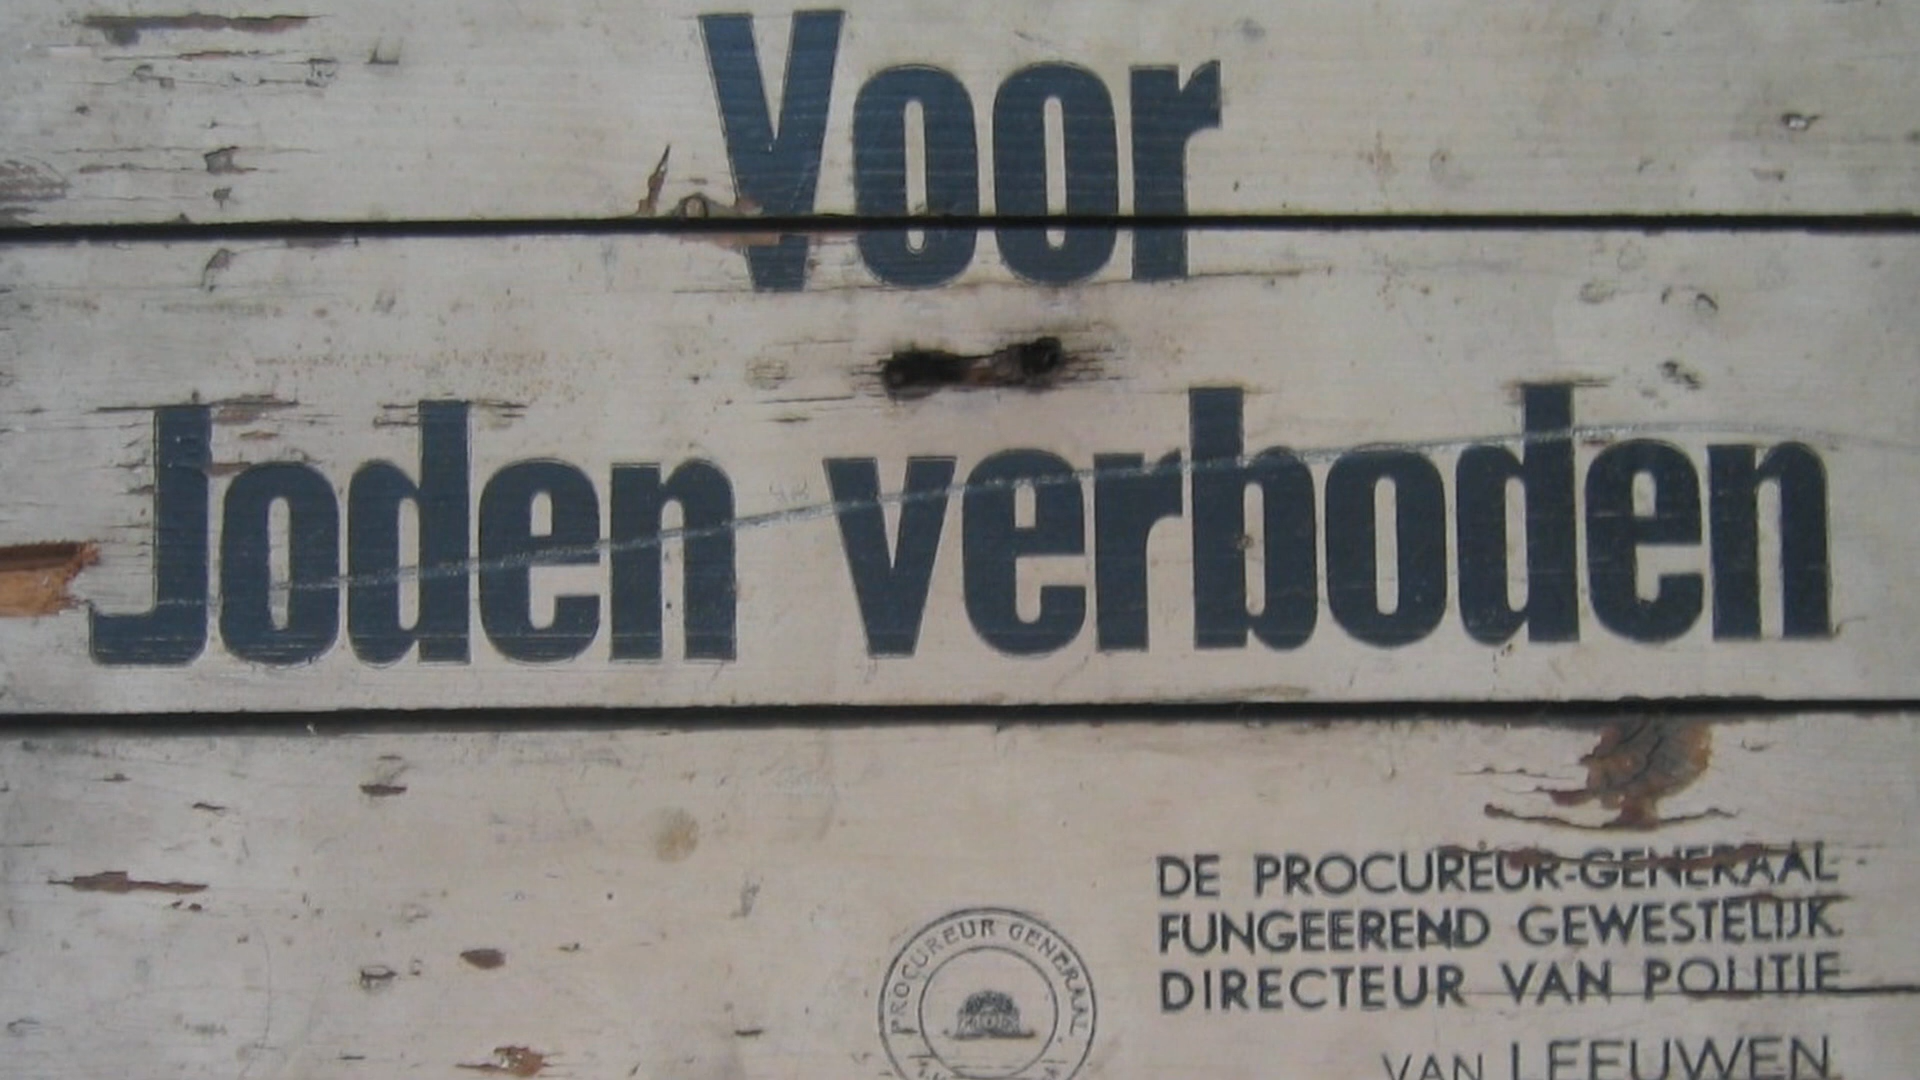 Voor
Joden verboden
DE PROCUREUR-GENERAAL
FUNGEEREND GEWESTELIJK
DIRECTEUR VAN POLITIE
VAN LEEUWEN
PROCUREUR GENERAAL